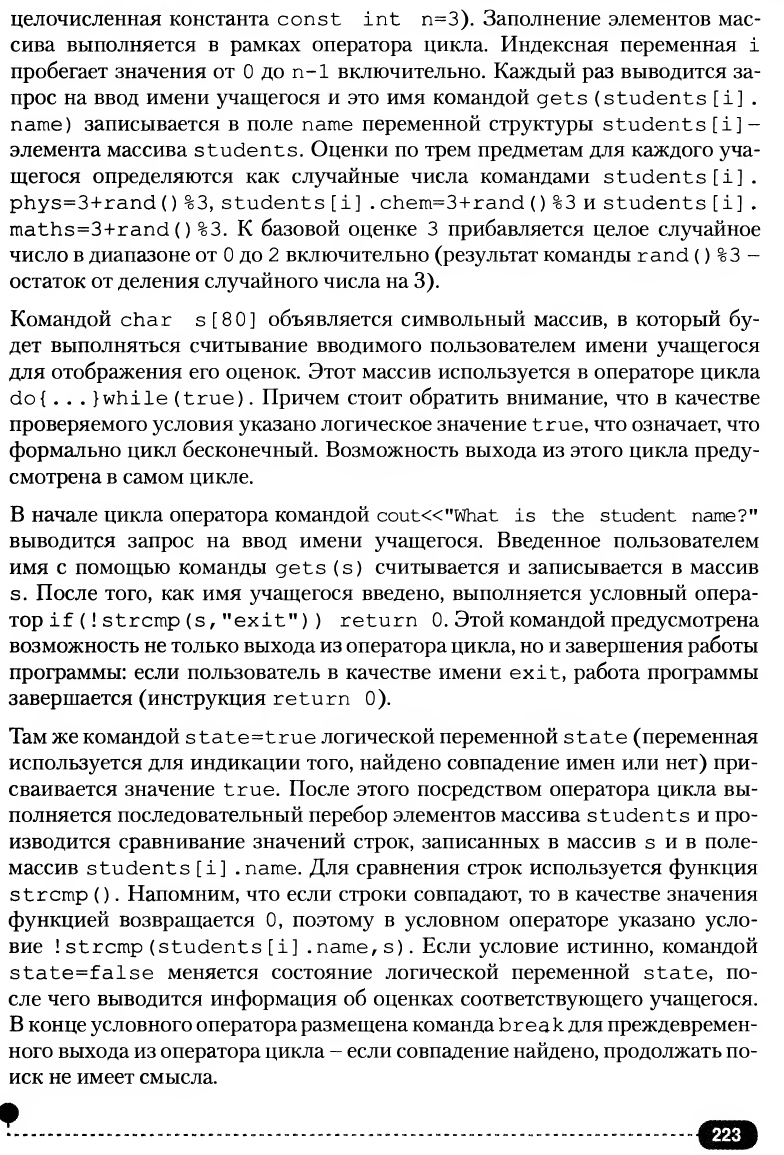 целочисленная константа const int n=3). Заполнение элементов мас-
сива выполняется в рамках оператора цикла. Индексная переменная i
пробегает значения от 0 до n-1 включительно. Каждый раз выводится за-
прос на ввод имени учащегося и это имя командой gets(students[i].
name) записывается в поле name переменной структуры students[i] –
элемента массива students. Оценки по трем предметам для каждого уча-
щегося определяются как случайные числа командами students[i].
phys=3+rand()%3, students[i].chem=3+rand()%3 и students[i].
maths=3+rand()%3. К базовой оценке 3 прибавляется целое случайное
число в диапазоне от 0 до 2 включительно (результат команды rand()%3 –
остаток от деления случайного числа на 3).
Командой char s[80] объявляется символьный массив, в который бу-
дет выполняться считывание вводимого пользователем имени учащегося
для отображения его оценок. Этот массив используется в операторе цикла
do{...}while(true). Причем стоит обратить внимание, что в качестве
проверяемого условия указано логическое значение true, что означает, что
формально цикл бесконечный. Возможность выхода из этого цикла преду-
смотрена в самом цикле.
В начале цикла оператора командой cout<<"What is the student name?"
выводится запрос на ввод имени учащегося. Введенное пользователем
имя с помощью команды gets(s) считывается и записывается в массив
s. После того, как имя учащегося введено, выполняется условный опера-
тор if(!strcmp(s,"exit")) return 0. Этой командой предусмотрена
возможность не только выхода из оператора цикла, но и завершения работы
программы: если пользователь в качестве имени exit, работа программы
завершается (инструкция return 0).
Там же командой state=true логической переменной state (переменная
используется для индикации того, найдено совпадение имен или нет) при-
сваивается значение true. После этого посредством оператора цикла вы-
полняется последовательный перебор элементов массива students и про-
изводится сравнивание значений строк, записанных в массив s и в поле-
массив students[i].name. Для сравнения строк используется функция
strcmp(). Напомним, что если строки совпадают, то в качестве значения
функцией возвращается 0, поэтому в условном операторе указано усло-
вие !strcmp(students[i].name,s). Если условие истинно, командой
state=false меняется состояние логической переменной state, по-
сле чего выводится информация об оценках соответствующего учащегося.
В конце условного оператора размещена команда break для преждевремен-
ного выхода из оператора цикла – если совпадение найдено, продолжать по-
иск не имеет смысла.
223